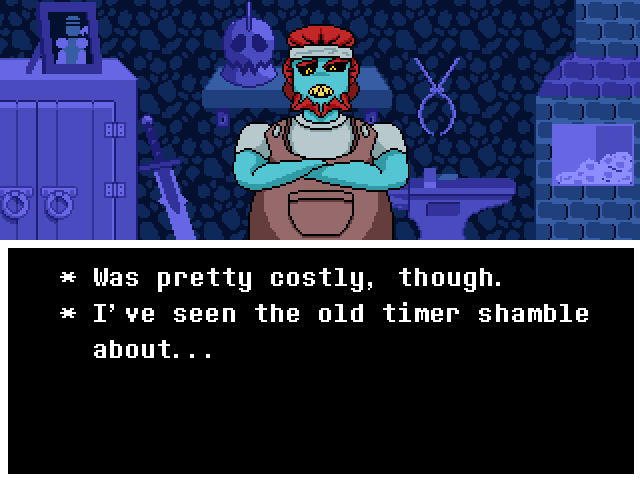 * Was pretty costly, though.
* I've seen the old timer shamble
about...